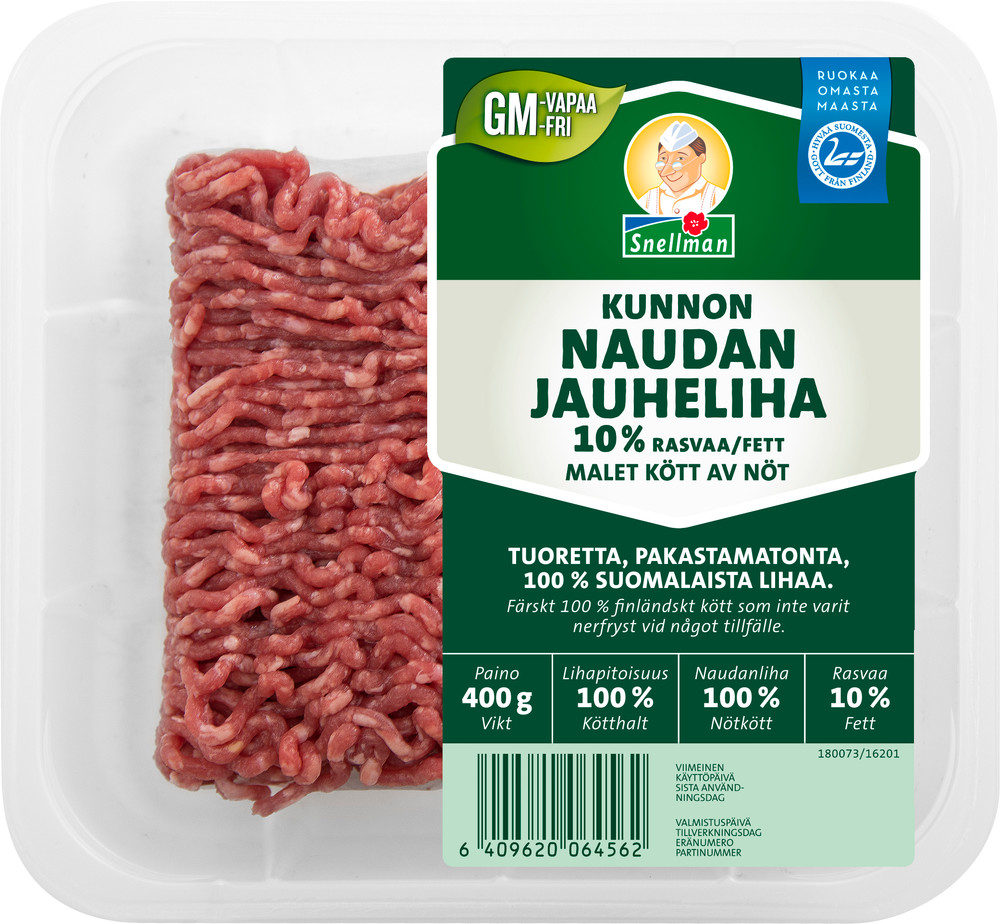 GM-VAPAA
-FRI
RUOKAA
OMASTA
MAASTA
HYVÄÄ SUOMESTA
GOTT FRÅN FINLAND
Snellman
KUNNON
NAUDAN
JAUHELIHA
10% RASVAA/FETT
MALET KÖTT AV NÖT
TUORETTA, PAKASTAMATONTA,
100 % SUOMALAISTA LIHAA.
Färskt 100 % finländskt kött som inte varit
nerfryst vid något tillfälle.
Paino
400 g
Vikt
Lihapitoisuus
100 %
Kötthalt
Naudanliha
100 %
Nötkött
Rasvaa
10 %
Fett
180073/16201
VIIMEINEN
KÄYTTÖPÄIVÄ
SISTA ANVÄND-
NINGSDAG
VALMISTUSPÄIVÄ
TILLVERKNINGSDAG
ERÄNUMERO
PARTINUMMER
6 409620 064562